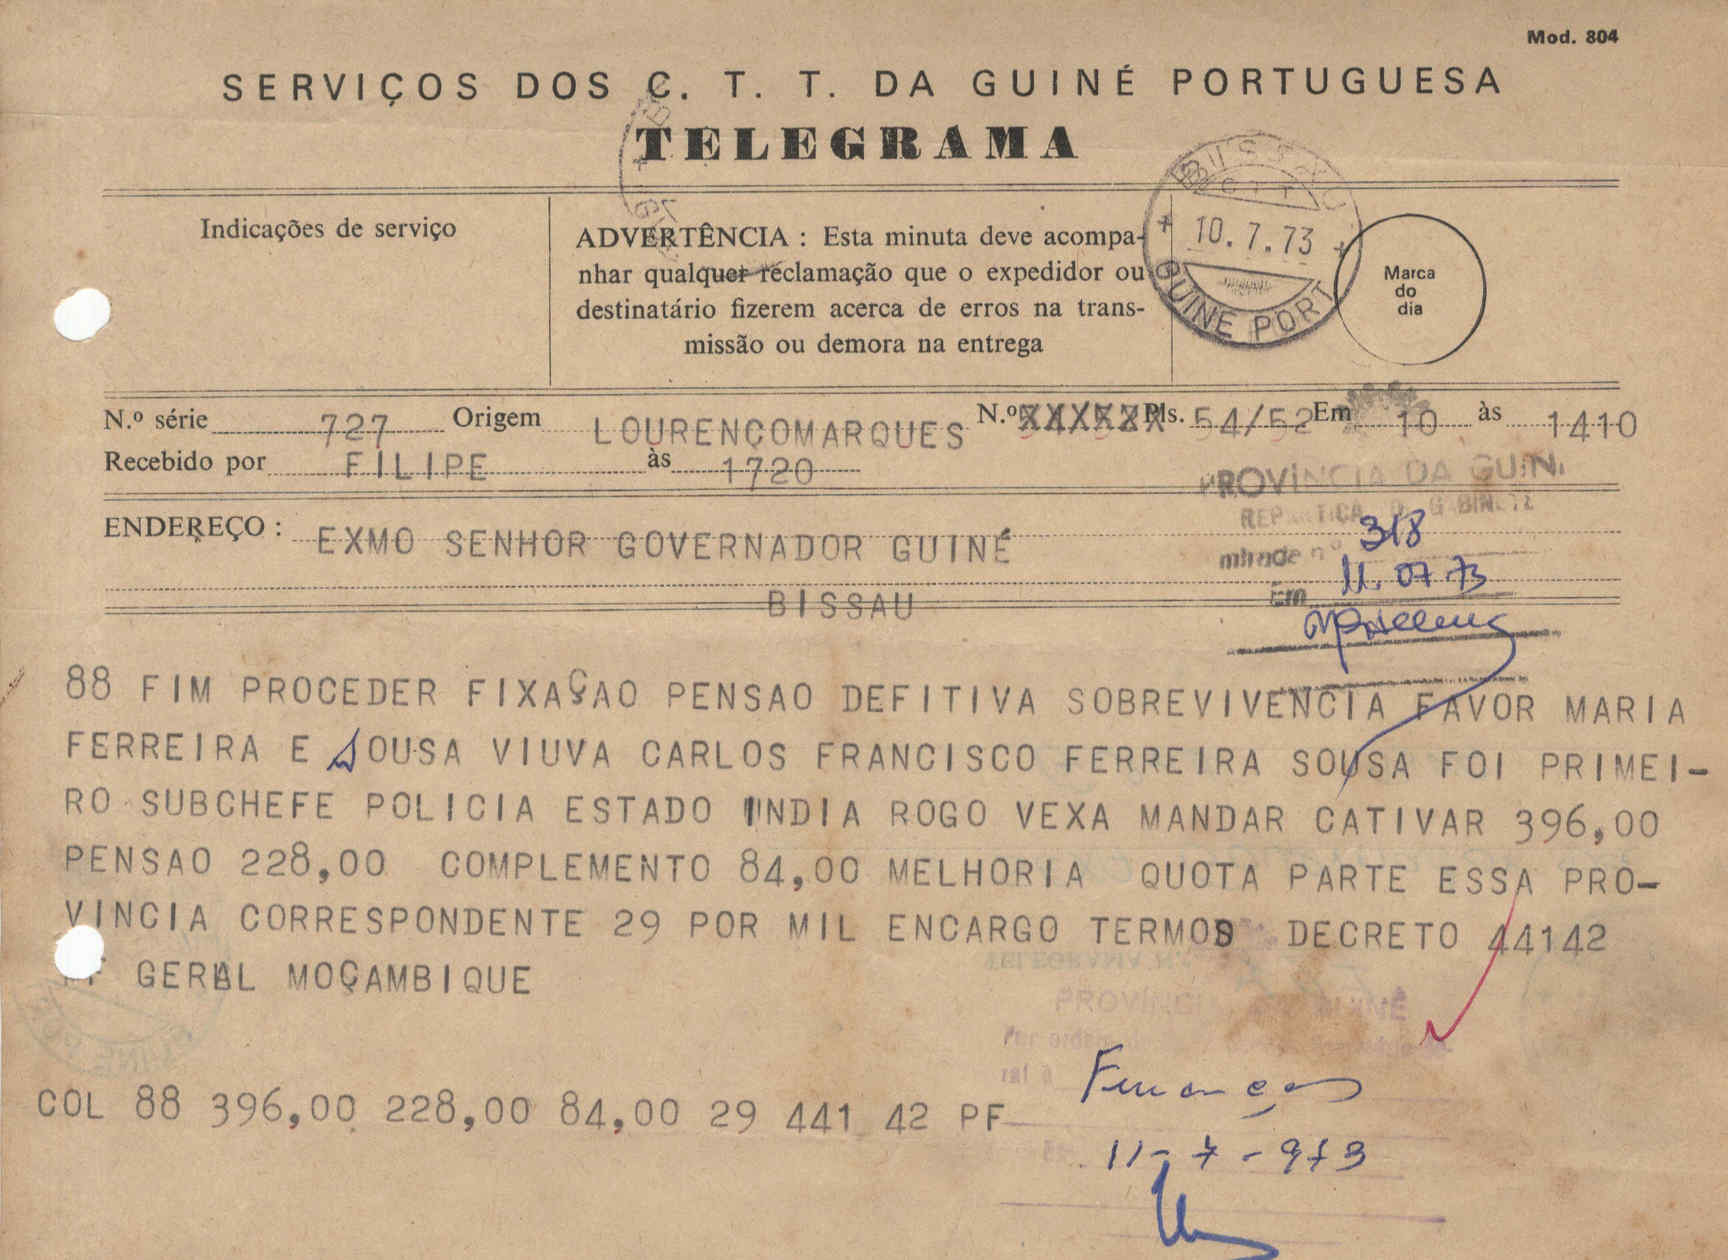 Mod. 804
SERVIÇOS DOS C. T. T. DA GUINÉ PORTUGUESA
TELEGRAMA
Indicações de serviço
ADVERTÊNCIA : Esta minuta deve acompa-
nhar qualquer reclamação que o expedidor ou
destinatário fizerem acerca de erros na trans-
missão ou demora na entrega
BISSAU
CTT
10.7.73
GUINÉ PORT
Marca
do
dia
N.º série 727 Origem LOURENÇOMARQUES N.º Pls. 54/52 Em 10 às 1410
Recebido por FILIPE às 1720
PROVÍNCIA DA GUIN.
ENDEREÇO : EXMO SENHOR GOVERNADOR GUINÉ
318
Em 11.07.73
BISSAU
88 FIM PROCEDER FIXAÇAO PENSAO DEFITIVA SOBREVIVENCIA FAVOR MARIA
FERREIRA E SOUSA VIUVA CARLOS FRANCISCO FERREIRA SOUSA FOI PRIMEI-
RO SUBCHEFE POLICIA ESTADO INDIA ROGO VEXA MANDAR CATIVAR 396,00
PENSAO 228,00 COMPLEMENTO 84,00 MELHORIA QUOTA PARTE ESSA PRO-
VINCIA CORRESPONDENTE 29 POR MIL ENCARGO TERMOS DECRETO 44142
GERAL MOÇAMBIQUE
COL 88 396,00 228,00 84,00 29 441 42 PF
Finanças
11-7-973